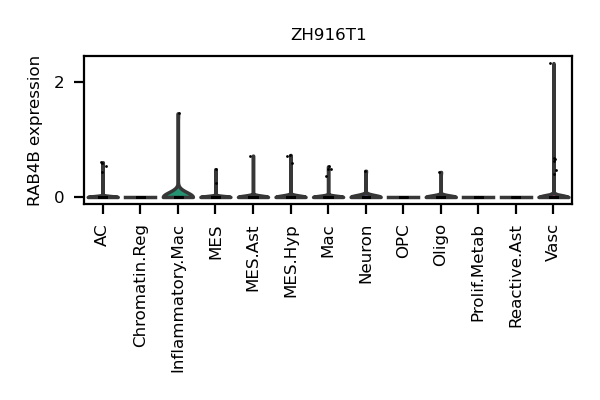 ZH916T1
RAB4B expression
2
0
AC
Chromatin.Reg
Inflammatory.Mac
MES
MES.Ast
MES.Hyp
Mac
Neuron
OPC
Oligo
Prolif.Metab
Reactive.Ast
Vasc